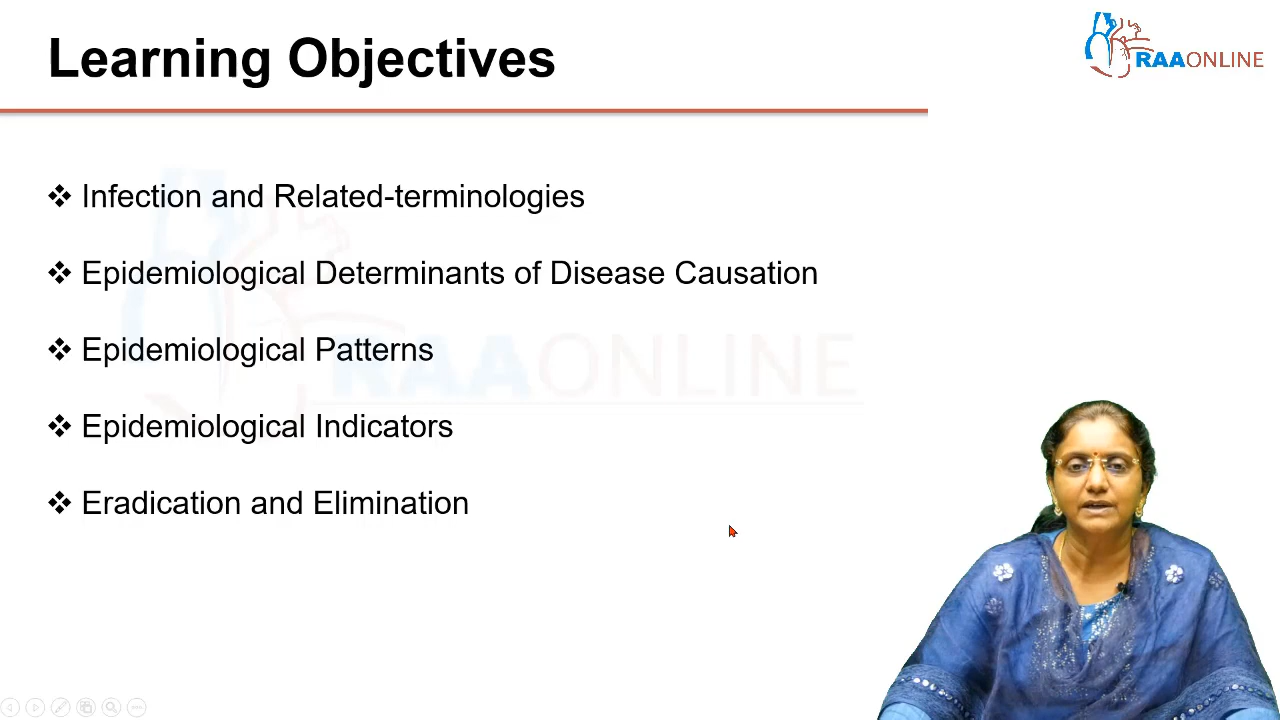 Learning Objectives
RAAONLINE
❖ Infection and Related-terminologies
❖ Epidemiological Determinants of Disease Causation
❖ Epidemiological Patterns
RAAONLINE
❖ Epidemiological Indicators
❖ Eradication and Elimination